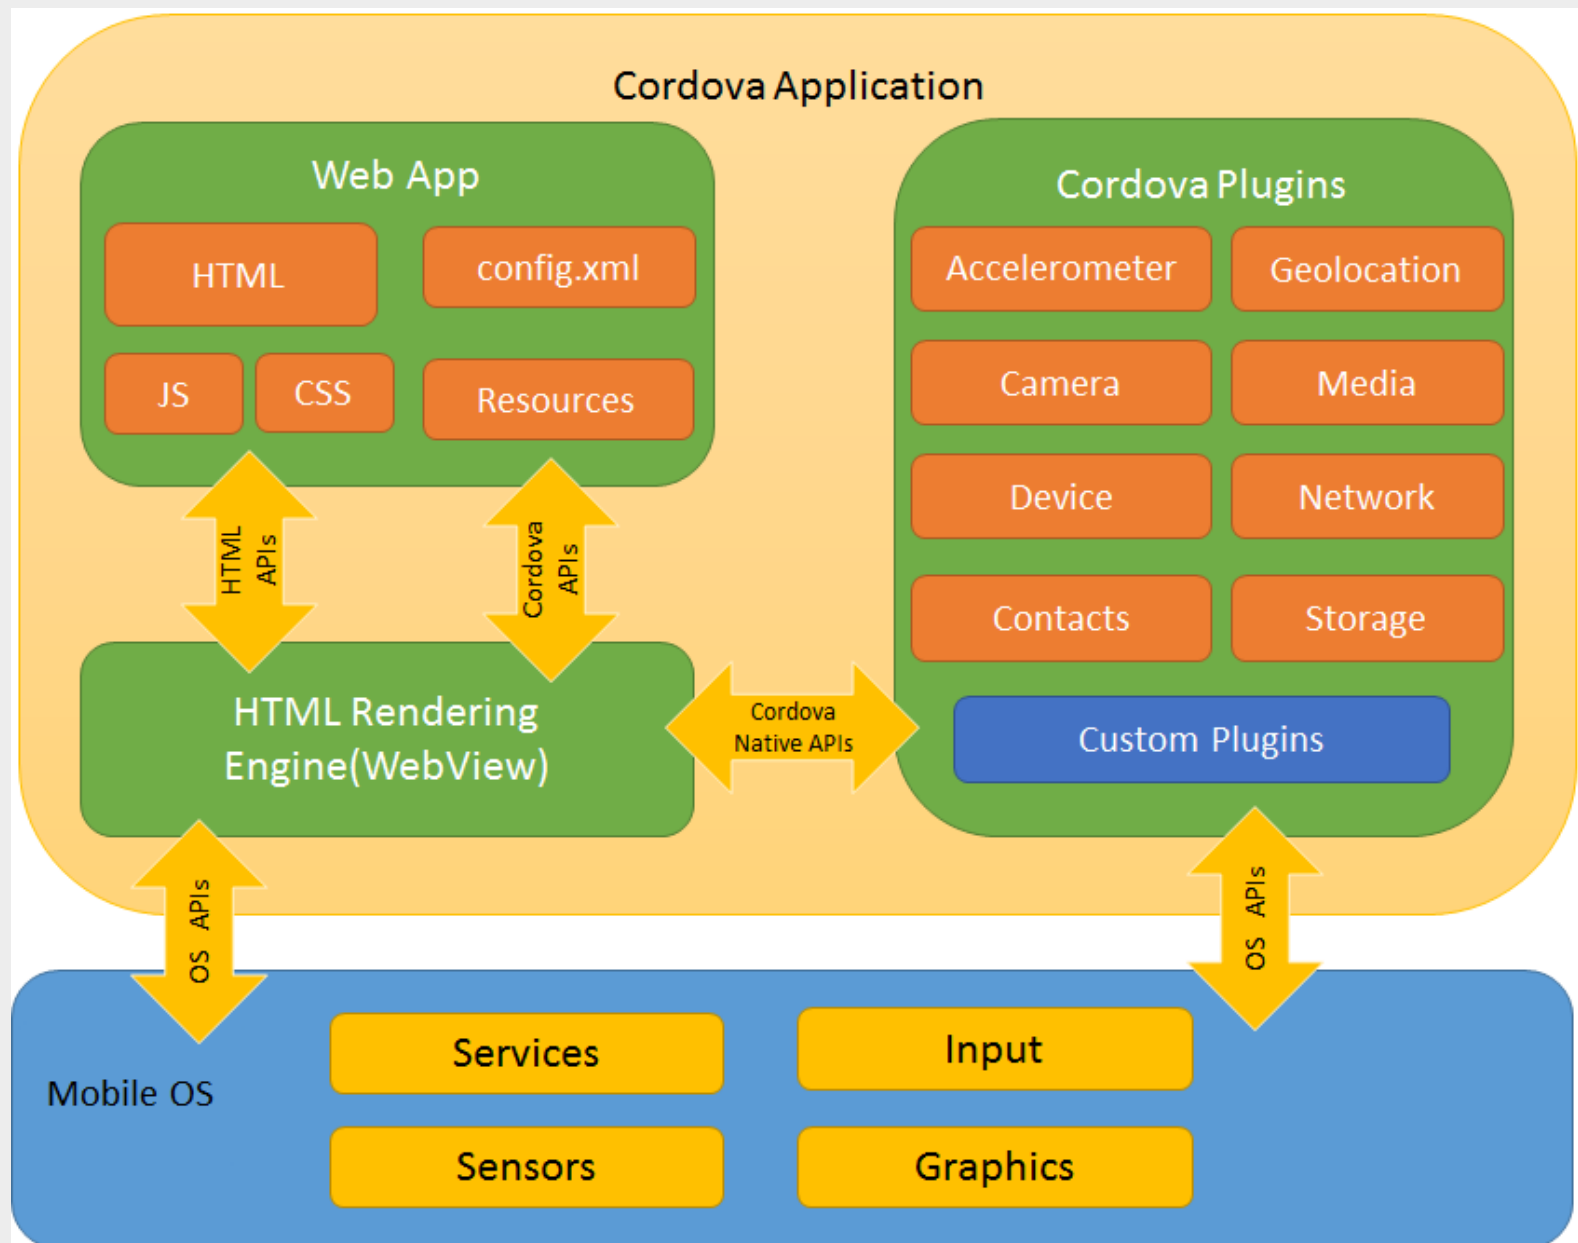 Cordova Application
Web App
HTML
config.xml
JS
CSS
Resources
HTML
APIs
Cordova
APIs
HTML Rendering
Engine(WebView)
Cordova
Native APIs
Cordova Plugins
Accelerometer
Geolocation
Camera
Media
Device
Network
Contacts
Storage
Custom Plugins
OS APIs
OS APIs
Mobile OS
Services
Input
Sensors
Graphics